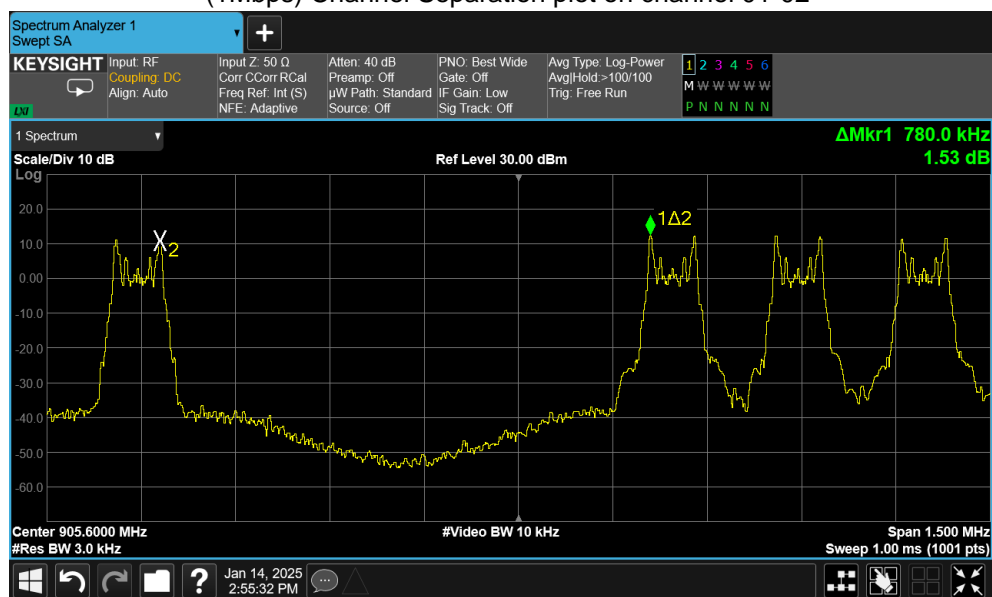 Spectrum Analyzer 1
Swept SA
+
KEYSIGHT
LXI
Input: RF
Coupling: DC
Align: Auto
Input Z: 50 Ω
Corr CCorr RCal
Freq Ref: Int (S)
NFE: Adaptive
Atten: 40 dB
Preamp: Off
µW Path: Standard
Source: Off
PNO: Best Wide
Gate: Off
IF Gain: Low
Sig Track: Off
Avg Type: Log-Power
Avg|Hold:>100/100
Trig: Free Run
1 2 3 4 5 6
M W W W W W
P N N N N N
1 Spectrum
ΔMkr1 780.0 kHz
Scale/Div 10 dB
Ref Level 30.00 dBm
1.53 dB
Log
20.0
10.0
0.00
-10.0
-20.0
-30.0
-40.0
-50.0
-60.0
X2
1Δ2
Center 905.6000 MHz
#Video BW 10 kHz
Span 1.500 MHz
#Res BW 3.0 kHz
Sweep 1.00 ms (1001 pts)
?
Jan 14, 2025
2:55:32 PM